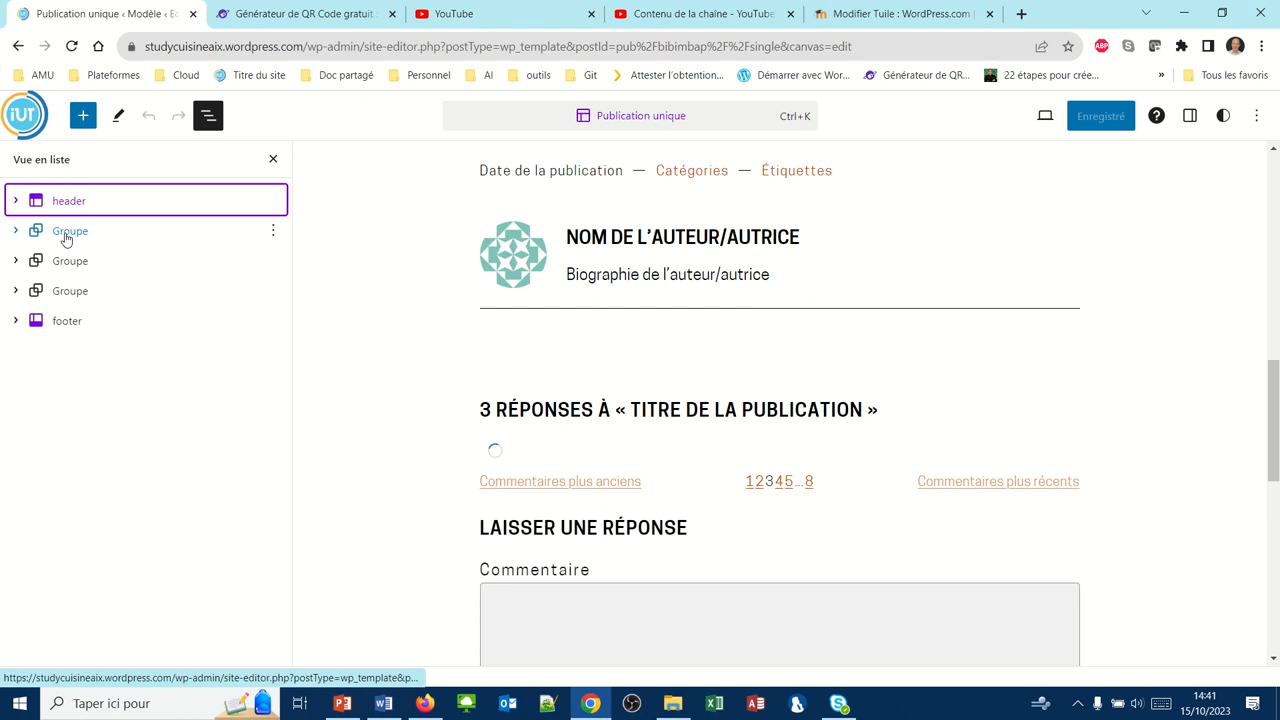 Publication unique ‹ Modèle ‹ Ec
Générateur de QR Code gratuit :
YouTube
Contenu de la chaîne - YouTube
Modifier Tuile : WordPress.com |
studycuisineaix.wordpress.com/wp-admin/site-editor.php?postType=wp_template&postId=pub%2Fbibimbap%2F%2Fsingle&canvas=edit
ABP
AMU
Plateformes
Cloud
Titre du site
Doc partagé
Personnel
AI
outils
Git
Attester l'obtention...
Démarrer avec Wor...
Générateur de QR...
22 étapes pour crée...
»
Tous les favoris
iUT
Publication unique
Ctrl+K
Enregistré
Vue en liste
header
Groupe
Groupe
Groupe
footer
Date de la publication — Catégories — Étiquettes
NOM DE L'AUTEUR/AUTRICE
Biographie de l'auteur/autrice
3 RÉPONSES À « TITRE DE LA PUBLICATION »
Commentaires plus anciens
12345...8
Commentaires plus récents
LAISSER UNE RÉPONSE
Commentaire
https://studycuisineaix.wordpress.com/wp-admin/site-editor.php?postType=wp_template&p...
Taper ici pour
14:41
15/10/2023